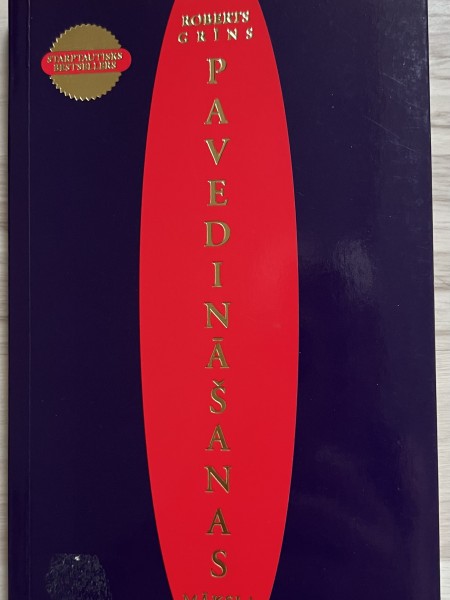 ROBERTS
GRĪNS
STARPTAUTISKS
BESTSELLERS
PAVEDINĀŠANAS